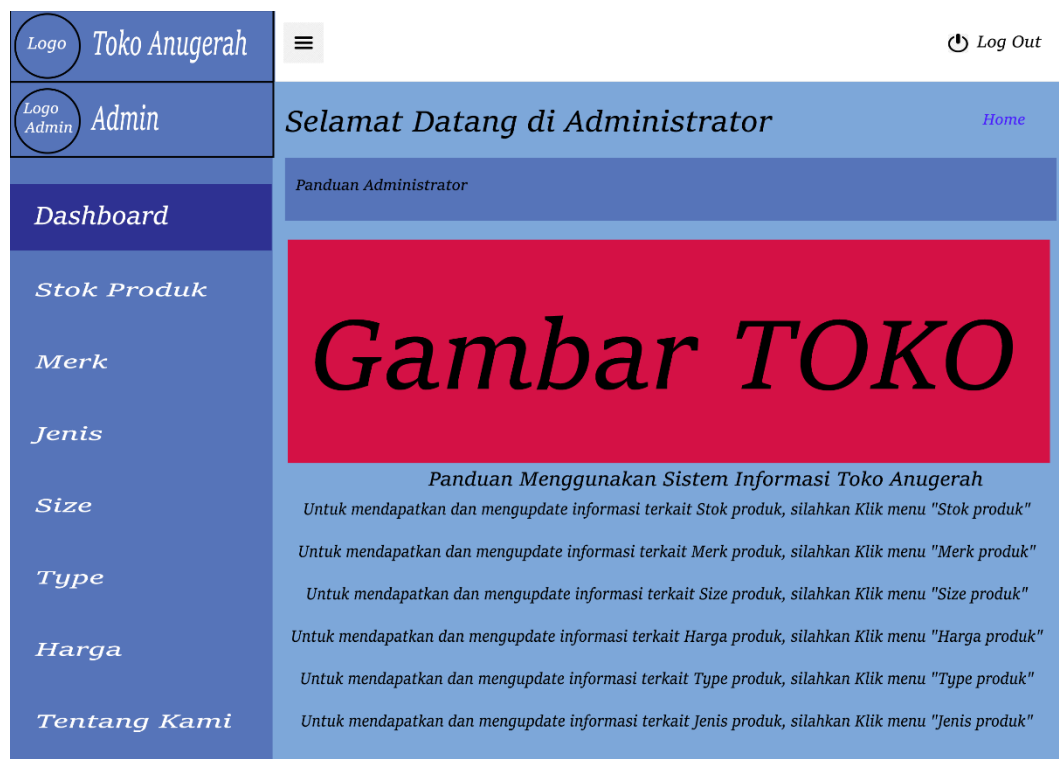 Logo
Toko Anugerah
Log Out
Logo
Admin
Admin
Selamat Datang di Administrator
Home
Panduan Administrator
Dashboard
Stok Produk
Merk
Jenis
Size
Type
Harga
Tentang Kami
Gambar TOKO
Panduan Menggunakan Sistem Informasi Toko Anugerah
Untuk mendapatkan dan mengupdate informasi terkait Stok produk, silahkan Klik menu "Stok produk"
Untuk mendapatkan dan mengupdate informasi terkait Merk produk, silahkan Klik menu "Merk produk"
Untuk mendapatkan dan mengupdate informasi terkait Size produk, silahkan Klik menu "Size produk"
Untuk mendapatkan dan mengupdate informasi terkait Harga produk, silahkan Klik menu "Harga produk"
Untuk mendapatkan dan mengupdate informasi terkait Type produk, silahkan Klik menu "Type produk"
Untuk mendapatkan dan mengupdate informasi terkait Jenis produk, silahkan Klik menu "Jenis produk"